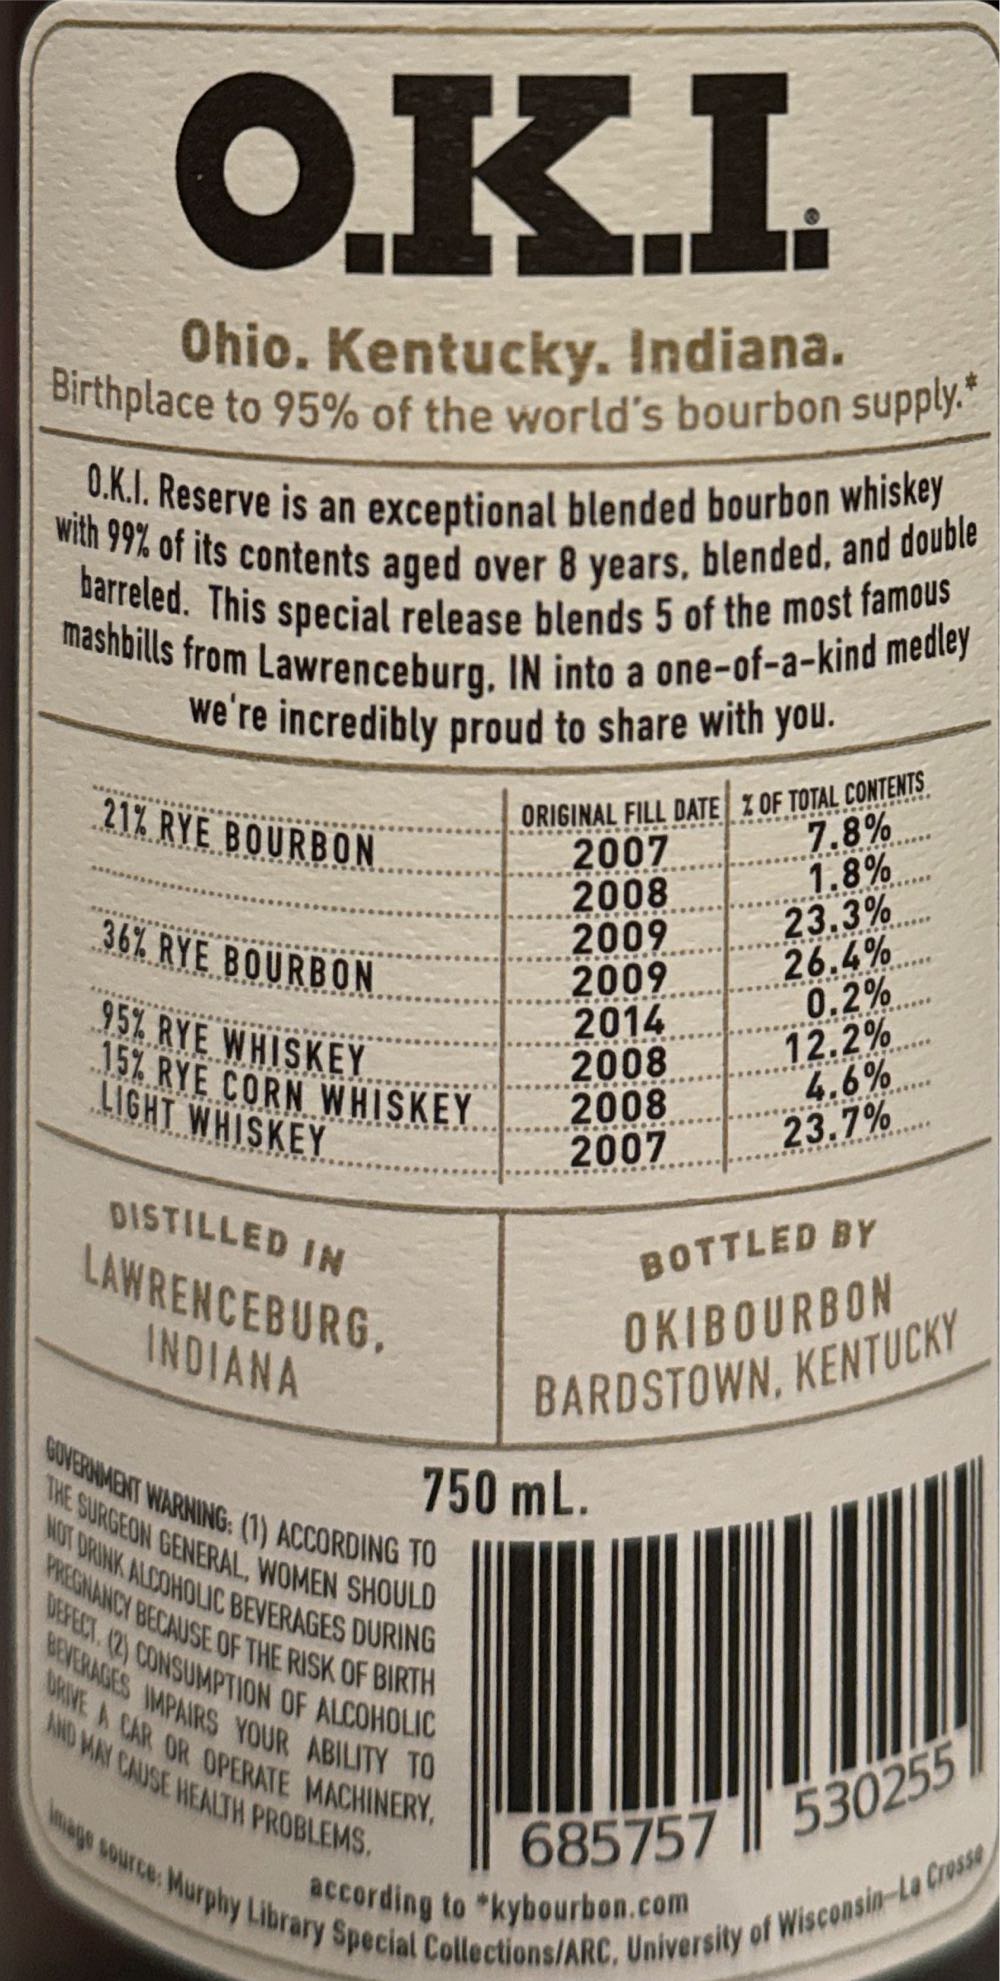 O.K.I.®
Ohio. Kentucky. Indiana.
Birthplace to 95% of the world's bourbon supply.*
O.K.I. Reserve is an exceptional blended bourbon whiskey
with 99% of its contents aged over 8 years, blended, and double
barreled. This special release blends 5 of the most famous
mashbills from Lawrenceburg, IN into a one-of-a-kind medley
we're incredibly proud to share with you.
ORIGINAL FILL DATE % OF TOTAL CONTENTS
21% RYE BOURBON 2007 7.8%
2008 1.8%
2009 23.3%
36% RYE BOURBON 2009 26.4%
2014 0.2%
95% RYE WHISKEY 2008 12.2%
15% RYE CORN WHISKEY 2008 4.6%
LIGHT WHISKEY 2007 23.7%
DISTILLED IN
LAWRENCEBURG,
INDIANA
BOTTLED BY
OKIBOURBON
BARDSTOWN, KENTUCKY
750 mL.
GOVERNMENT WARNING: (1) ACCORDING TO
THE SURGEON GENERAL, WOMEN SHOULD
NOT DRINK ALCOHOLIC BEVERAGES DURING
PREGNANCY BECAUSE OF THE RISK OF BIRTH
DEFECT. (2) CONSUMPTION OF ALCOHOLIC
BEVERAGES IMPAIRS YOUR ABILITY TO
DRIVE A CAR OR OPERATE MACHINERY,
AND MAY CAUSE HEALTH PROBLEMS.
685757 530255
according to *kybourbon.com
Image source: Murphy Library Special Collections/ARC, University of Wisconsin-La Crosse